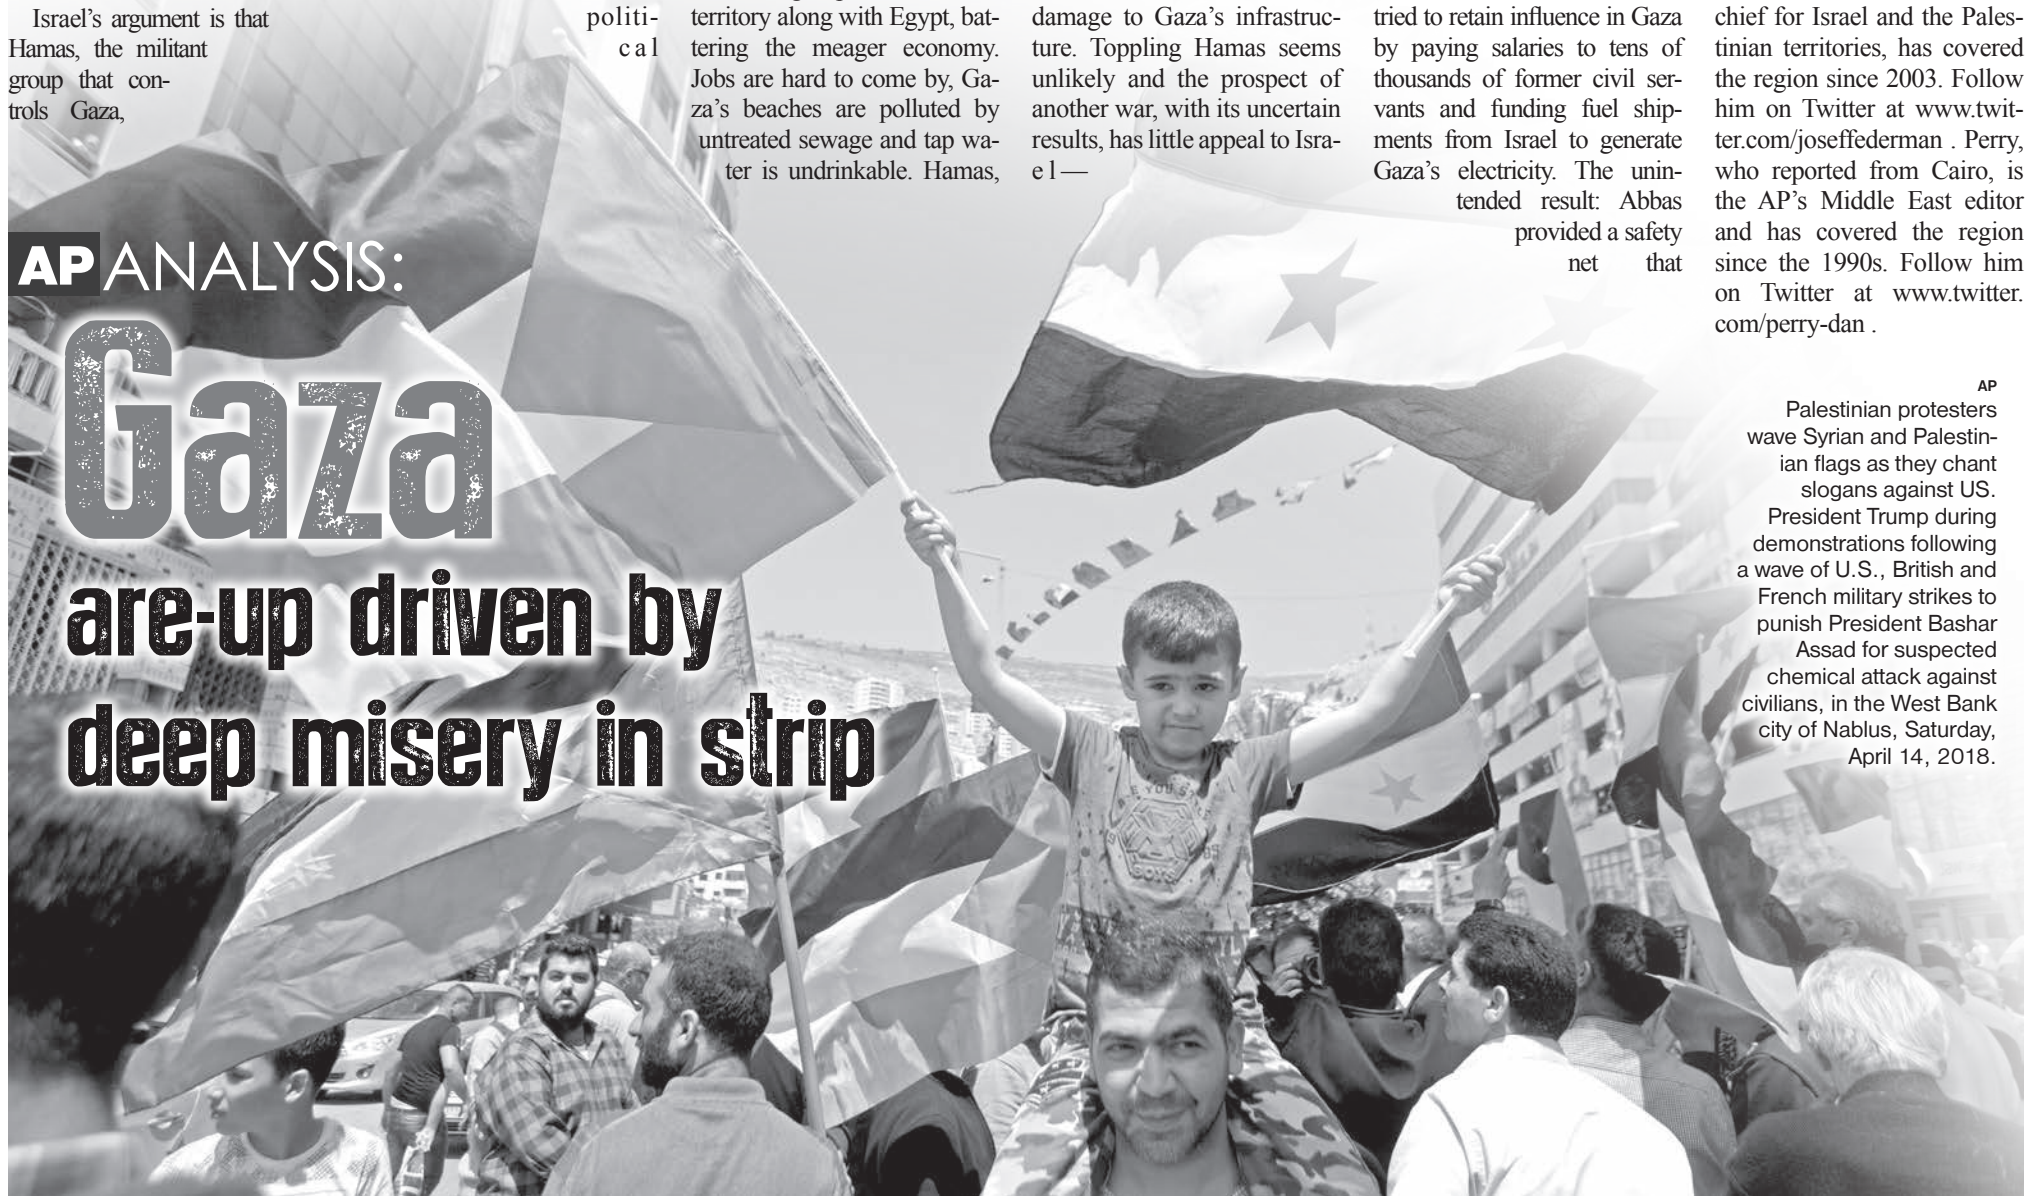 Israel's argument is that
Hamas, the militant
group that con-
trols Gaza,
politi-
cal
territory along with Egypt, bat-
tering the meager economy.
Jobs are hard to come by, Ga-
za's beaches are polluted by
untreated sewage and tap wa-
ter is undrinkable. Hamas,
damage to Gaza's infrastruc-
ture. Toppling Hamas seems
unlikely and the prospect of
another war, with its uncertain
results, has little appeal to Isra-
el—
tried to retain influence in Gaza
by paying salaries to tens of
thousands of former civil ser-
vants and funding fuel ship-
ments from Israel to generate
Gaza's electricity. The unin-
tended result: Abbas
provided a safety
net that
chief for Israel and the Pales-
tinian territories, has covered
the region since 2003. Follow
him on Twitter at www.twit-
ter.com/joseffederman . Perry,
who reported from Cairo, is
the AP's Middle East editor
and has covered the region
since the 1990s. Follow him
on Twitter at www.twitter.
com/perry-dan .
AP ANALYSIS:
Gaza
are-up driven by
deep misery in strip
AP
Palestinian protesters
wave Syrian and Palestin-
ian flags as they chant
slogans against US.
President Trump during
demonstrations following
a wave of U.S., British and
French military strikes to
punish President Bashar
Assad for suspected
chemical attack against
civilians, in the West Bank
city of Nablus, Saturday,
April 14, 2018.
BOYS